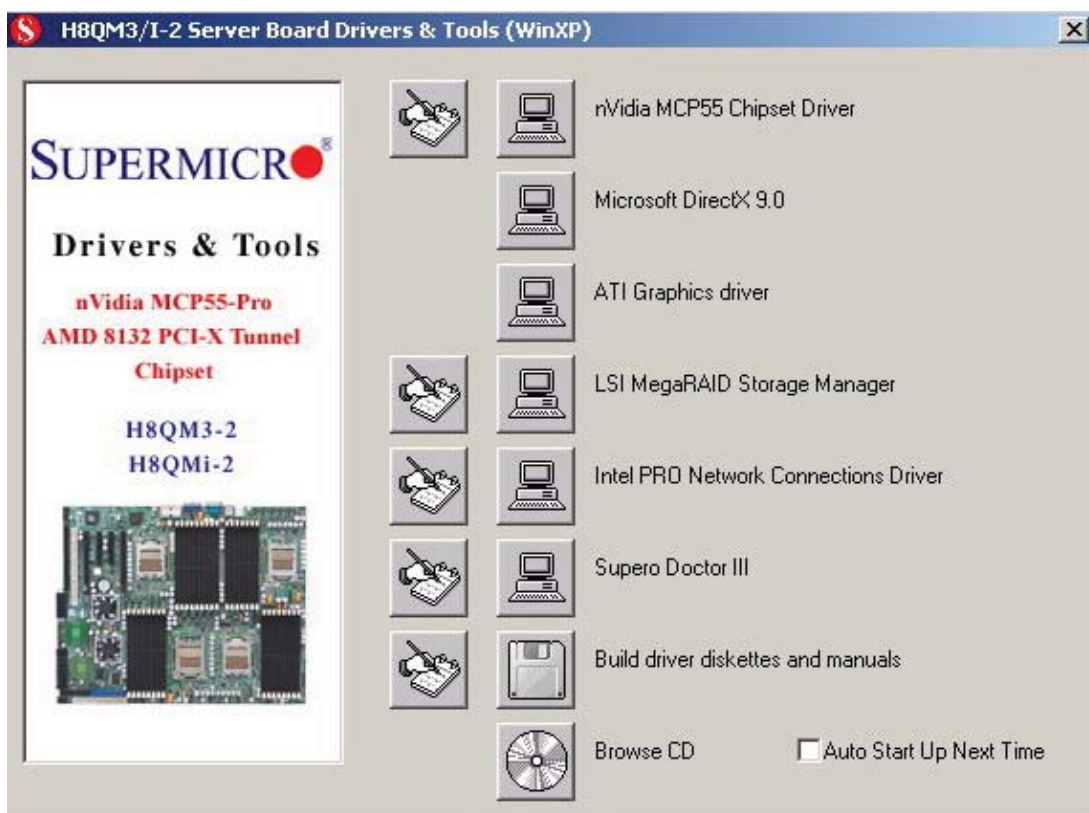 H8QM3/I-2 Server Board Drivers & Tools (WinXP)
SUPERMICRO®
Drivers & Tools
nVidia MCP55-Pro
AMD 8132 PCI-X Tunnel
Chipset
H8QM3-2
H8QMi-2
nVidia MCP55 Chipset Driver
Microsoft DirectX 9.0
ATI Graphics driver
LSI MegaRAID Storage Manager
Intel PRO Network Connections Driver
Supero Doctor III
Build driver diskettes and manuals
Browse CD
Auto Start Up Next Time